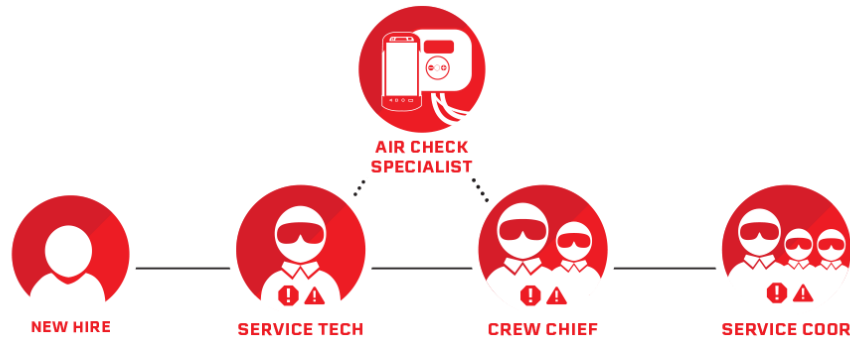 AIR CHECK
SPECIALIST
NEW HIRE
SERVICE TECH
CREW CHIEF
SERVICE COOR